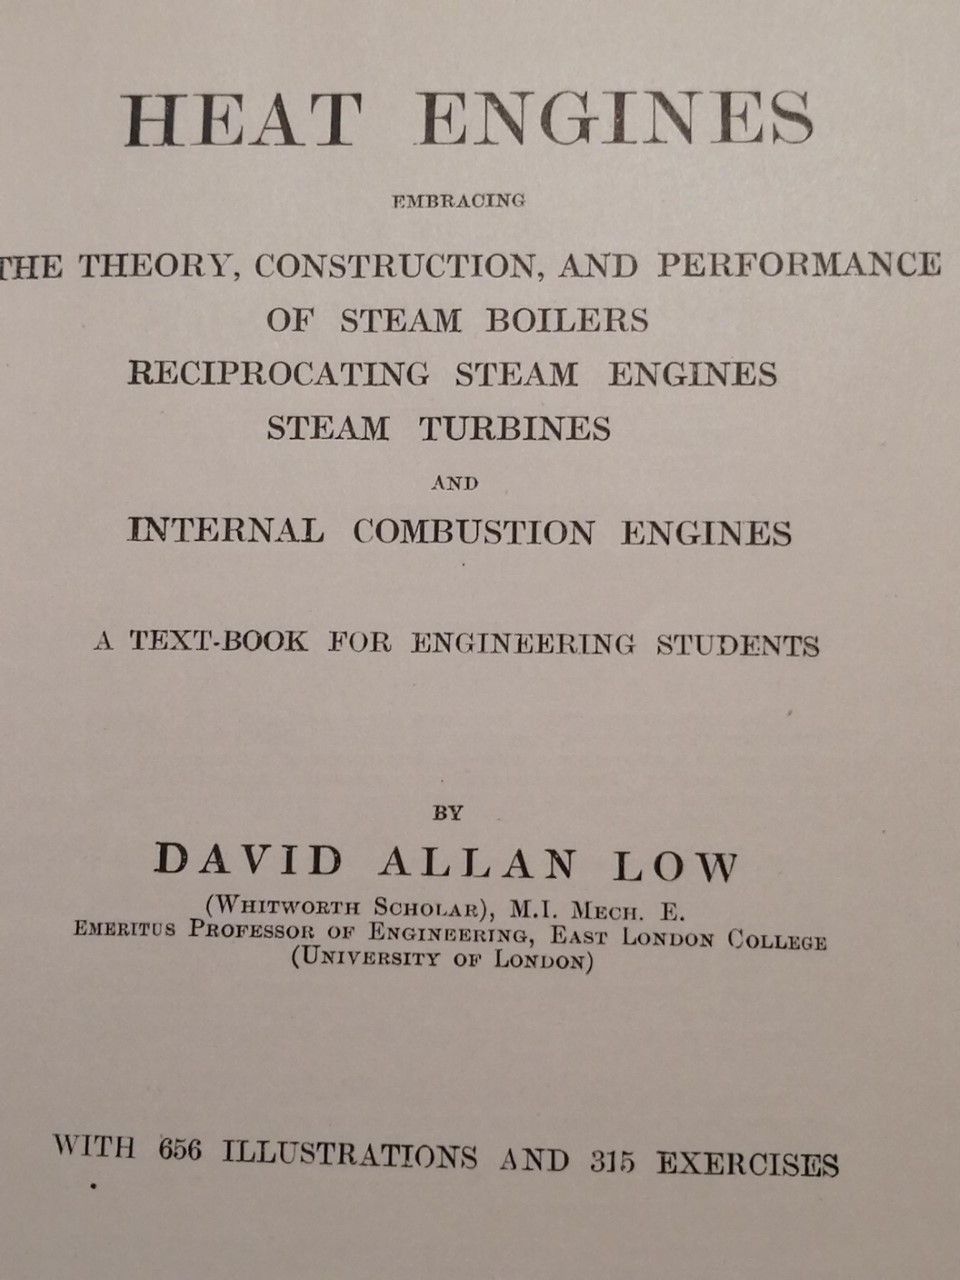 HEAT ENGINES
EMBRACING
THE THEORY, CONSTRUCTION, AND PERFORMANCE
OF STEAM BOILERS
RECIPROCATING STEAM ENGINES
STEAM TURBINES
AND
INTERNAL COMBUSTION ENGINES
A TEXT-BOOK FOR ENGINEERING STUDENTS
BY
DAVID ALLAN LOW
(WHITWORTH SCHOLAR), M.I. MECH. E.
EMERITUS PROFESSOR OF ENGINEERING, EAST LONDON COLLEGE
(UNIVERSITY OF LONDON)
WITH 656 ILLUSTRATIONS AND 315 EXERCISES